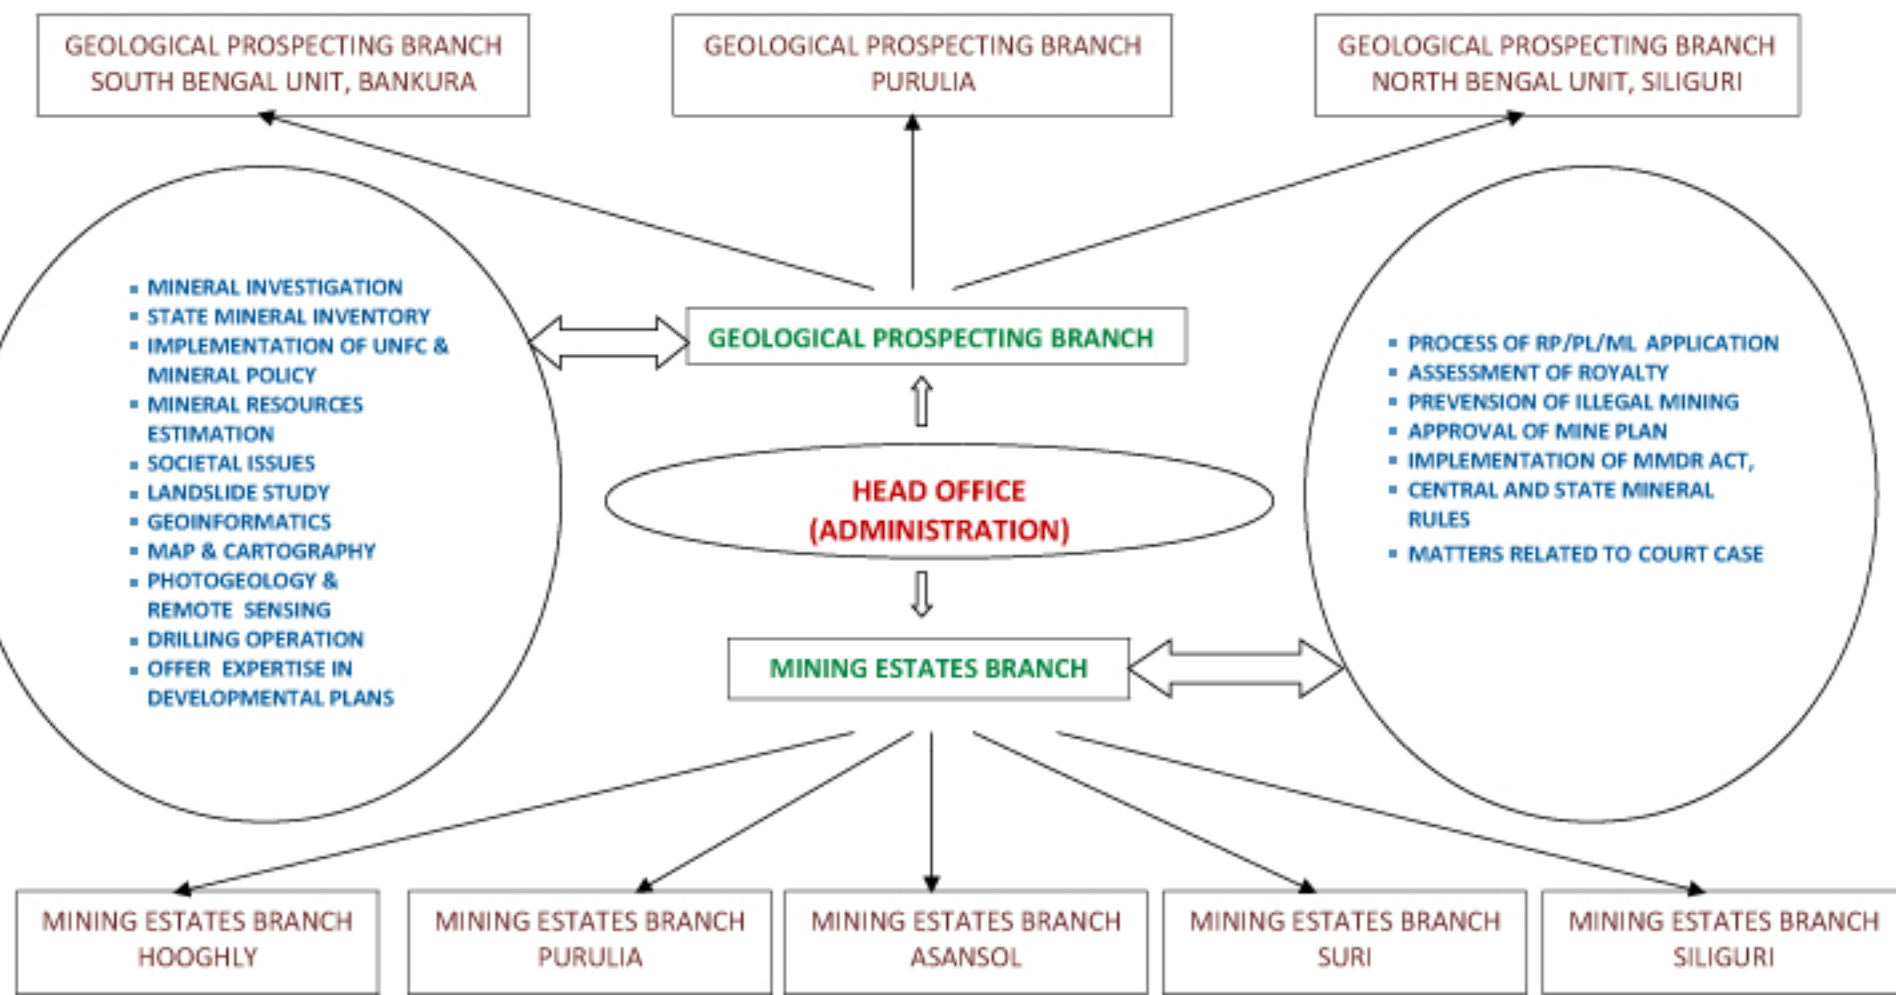 GEOLOGICAL PROSPECTING BRANCH
SOUTH BENGAL UNIT, BANKURA
GEOLOGICAL PROSPECTING BRANCH
PURULIA
GEOLOGICAL PROSPECTING BRANCH
NORTH BENGAL UNIT, SILIGURI
▪ MINERAL INVESTIGATION
▪ STATE MINERAL INVENTORY
▪ IMPLEMENTATION OF UNFC &
MINERAL POLICY
▪ MINERAL RESOURCES
ESTIMATION
▪ SOCIETAL ISSUES
▪ LANDSLIDE STUDY
▪ GEOINFORMATICS
▪ MAP & CARTOGRAPHY
▪ PHOTOGEOLOGY &
REMOTE SENSING
▪ DRILLING OPERATION
▪ OFFER EXPERTISE IN
DEVELOPMENTAL PLANS
GEOLOGICAL PROSPECTING BRANCH
HEAD OFFICE
(ADMINISTRATION)
MINING ESTATES BRANCH
▪ PROCESS OF RP/PL/ML APPLICATION
▪ ASSESSMENT OF ROYALTY
▪ PREVENSION OF ILLEGAL MINING
▪ APPROVAL OF MINE PLAN
▪ IMPLEMENTATION OF MMDR ACT,
▪ CENTRAL AND STATE MINERAL
RULES
▪ MATTERS RELATED TO COURT CASE
MINING ESTATES BRANCH
HOOGHLY
MINING ESTATES BRANCH
PURULIA
MINING ESTATES BRANCH
ASANSOL
MINING ESTATES BRANCH
SURI
MINING ESTATES BRANCH
SILIGURI